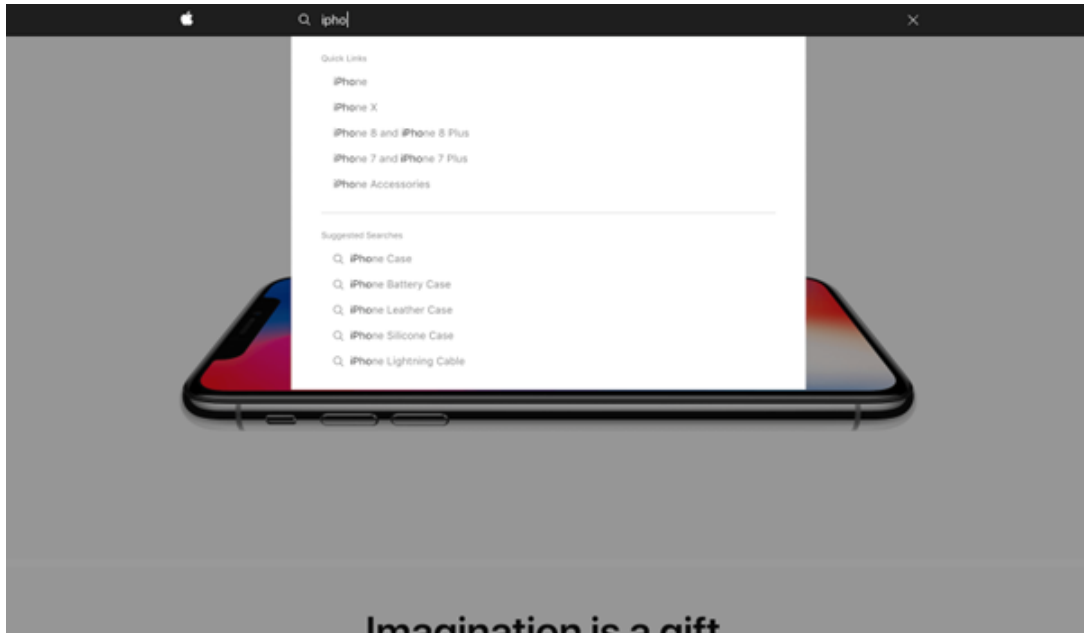 ipho
Quick Links
iPhone
iPhone X
iPhone 8 and iPhone 8 Plus
iPhone 7 and iPhone 7 Plus
iPhone Accessories
Suggested Searches
iPhone Case
iPhone Battery Case
iPhone Leather Case
iPhone Silicone Case
iPhone Lightning Cable
Imagination is a gift